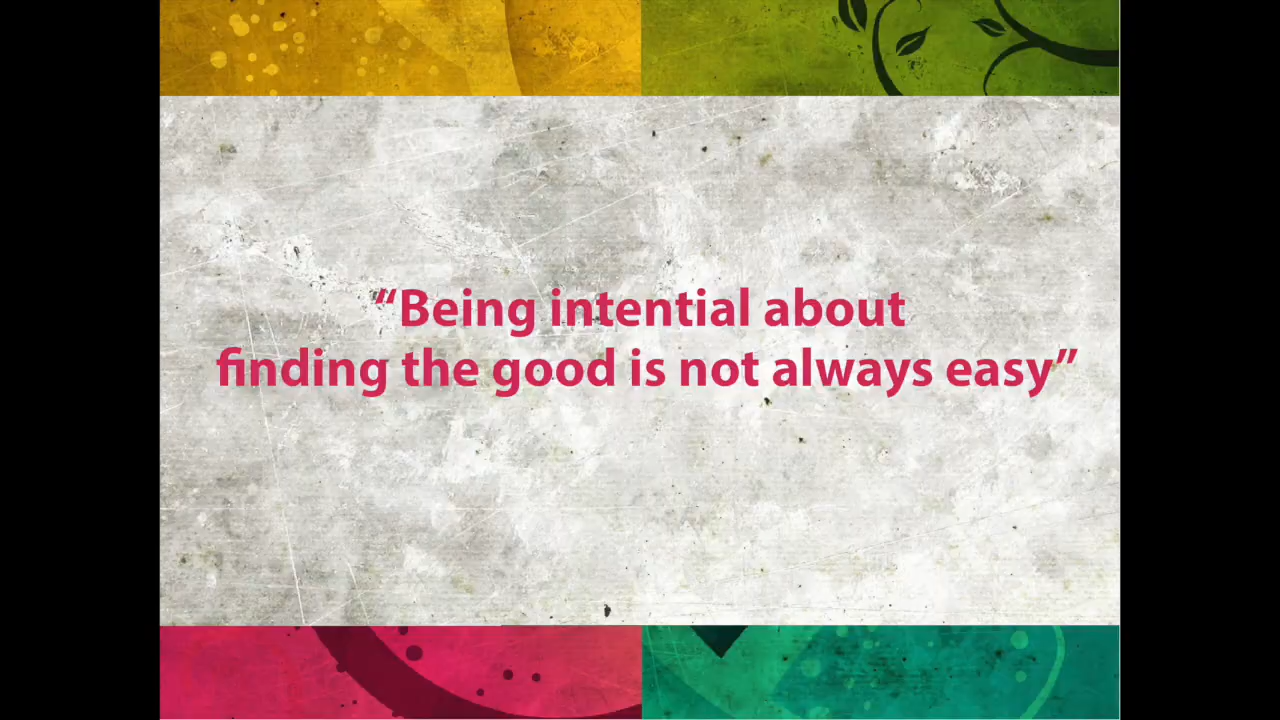 “Being intential about
finding the good is not always easy”